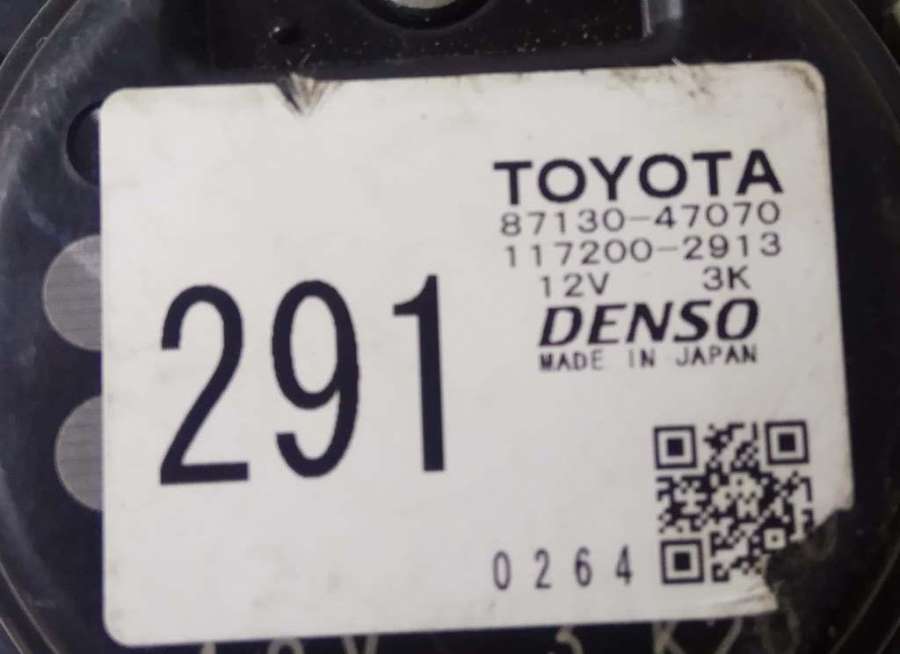 TOYOTA
87130-47070
117200-2913
12V 3K
DENSO
MADE IN JAPAN
291
0264